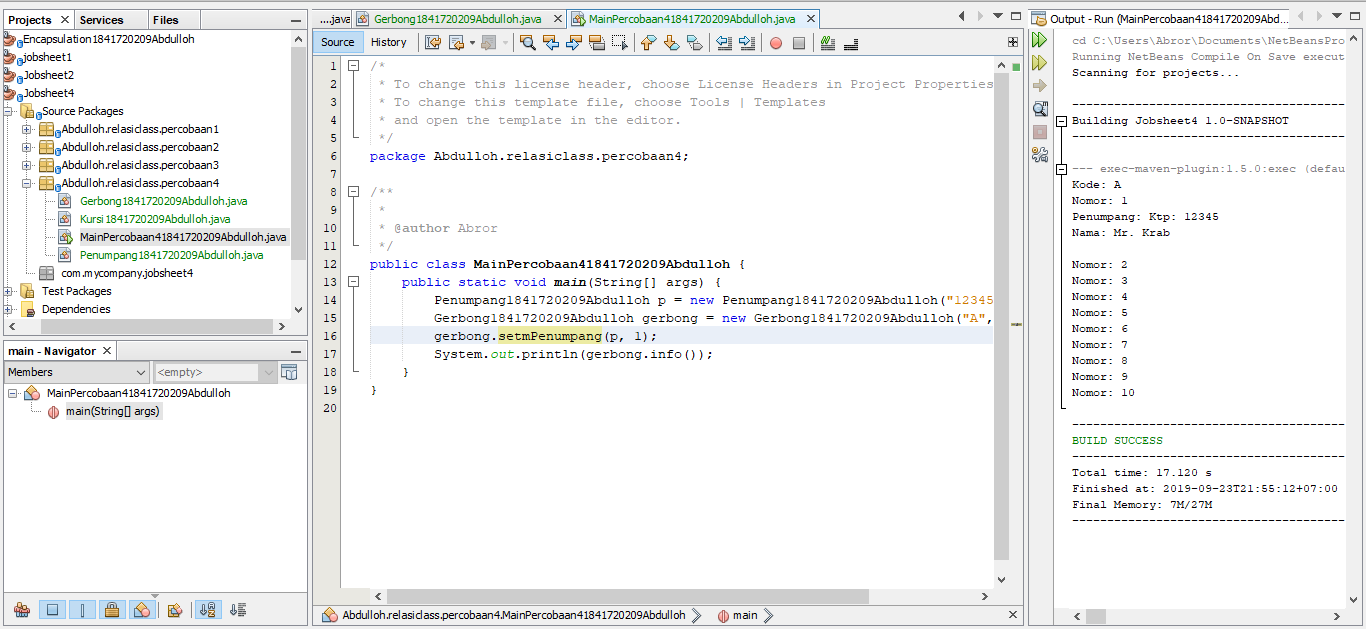 Projects
Services
Files
Encapsulation1841720209Abdulloh
jobsheet1
Jobsheet2
Jobsheet4
Source Packages
Abdulloh.relasiclass.percobaan1
Abdulloh.relasiclass.percobaan2
Abdulloh.relasiclass.percobaan3
Abdulloh.relasiclass.percobaan4
Gerbong1841720209Abdulloh.java
Kursi1841720209Abdulloh.java
MainPercobaan41841720209Abdulloh.java
Penumpang1841720209Abdulloh.java
com.mycompany.jobsheet4
Test Packages
Dependencies
main - Navigator
Members
<empty>
MainPercobaan41841720209Abdulloh
main(String[] args)
....java
Gerbong1841720209Abdulloh.java
MainPercobaan41841720209Abdulloh.java
Source
History
1 /*
2 * To change this license header, choose License Headers in Project Properties
3 * To change this template file, choose Tools | Templates
4 * and open the template in the editor.
5 */
6 package Abdulloh.relasiclass.percobaan4;
7
8 /**
9 *
10 * @author Abror
11 */
12 public class MainPercobaan41841720209Abdulloh {
13 public static void main(String[] args) {
14 Penumpang1841720209Abdulloh p = new Penumpang1841720209Abdulloh("12345
15 Gerbong1841720209Abdulloh gerbong = new Gerbong1841720209Abdulloh("A",
16 gerbong.setmPenumpang(p, 1);
17 System.out.println(gerbong.info());
18 }
19 }
20
Abdulloh.relasiclass.percobaan4.MainPercobaan41841720209Abdulloh
main
Output - Run (MainPercobaan41841720209Abd...
cd C:\Users\Abror\Documents\NetBeansPro
Running NetBeans Compile On Save execut
Scanning for projects...
------------------------------------------
Building Jobsheet4 1.0-SNAPSHOT
------------------------------------------
--- exec-maven-plugin:1.5.0:exec (defau
Kode: A
Nomor: 1
Penumpang: Ktp: 12345
Nama: Mr. Krab
Nomor: 2
Nomor: 3
Nomor: 4
Nomor: 5
Nomor: 6
Nomor: 7
Nomor: 8
Nomor: 9
Nomor: 10
------------------------------------------
BUILD SUCCESS
------------------------------------------
Total time: 17.120 s
Finished at: 2019-09-23T21:55:12+07:00
Final Memory: 7M/27M
------------------------------------------